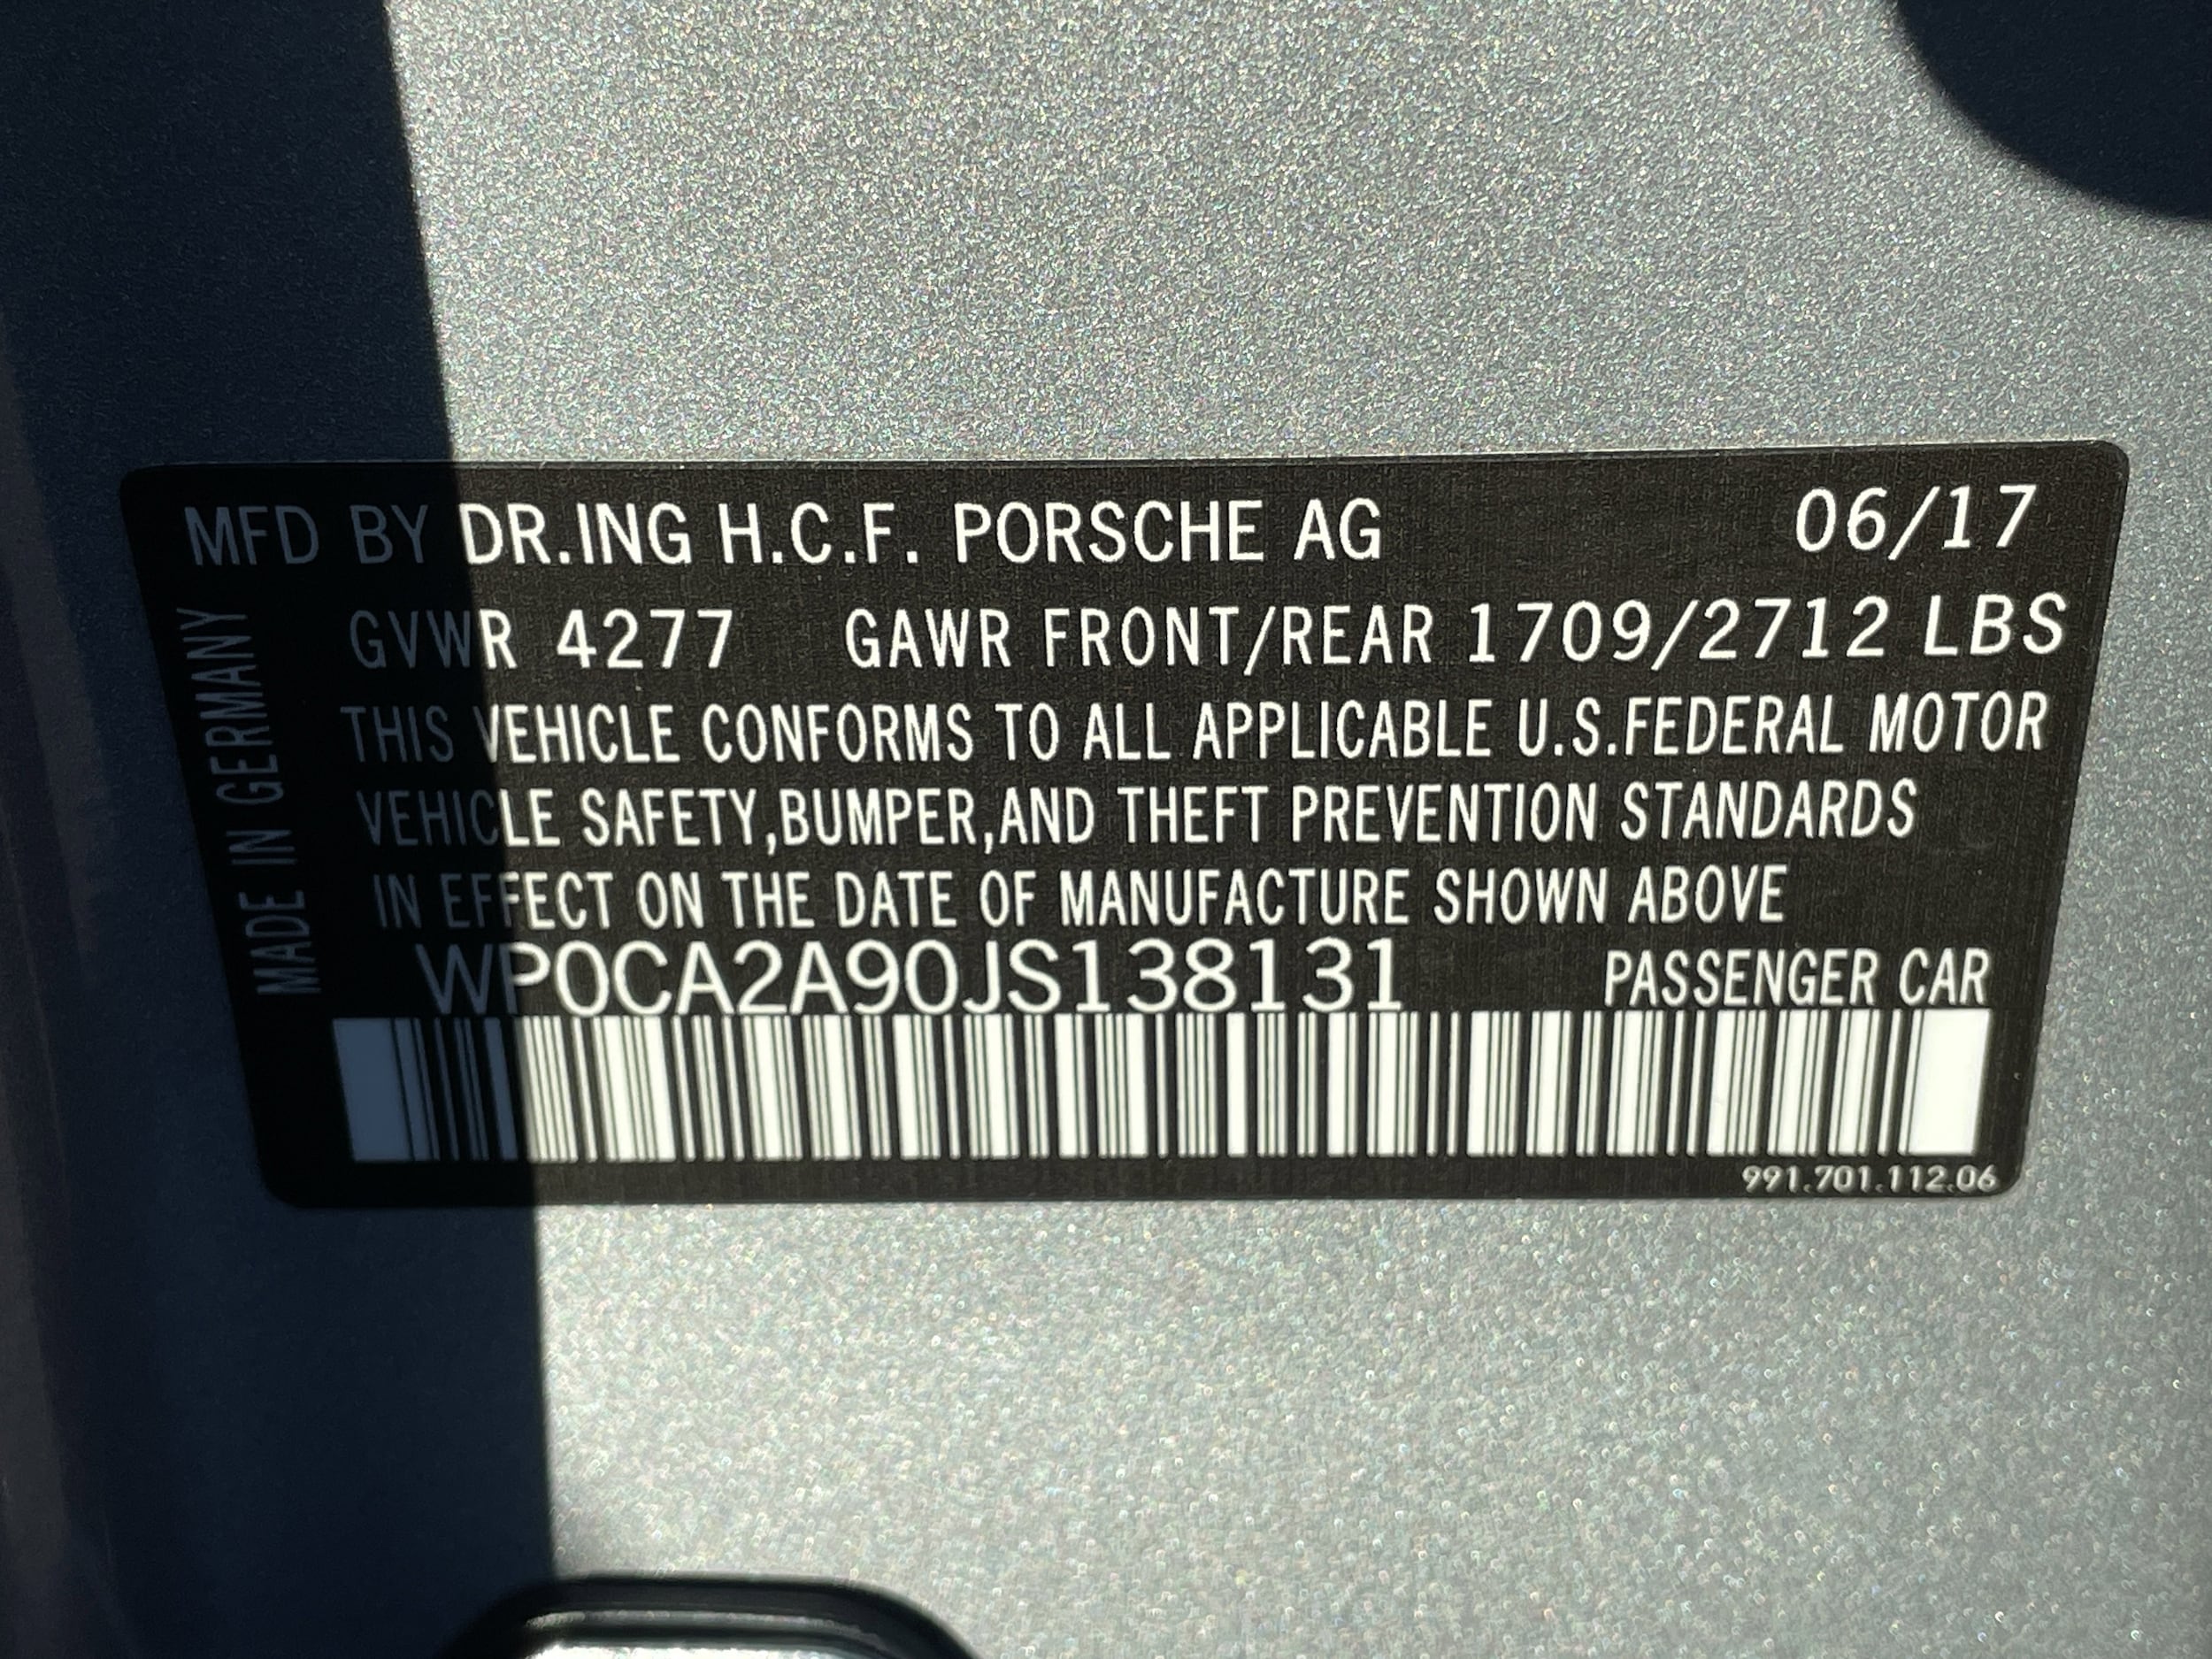 MFD BY DR.ING H.C.F. PORSCHE AG 06/17
GVWR 4277 GAWR FRONT/REAR 1709/2712 LBS
THIS VEHICLE CONFORMS TO ALL APPLICABLE U.S.FEDERAL MOTOR
VEHICLE SAFETY,BUMPER,AND THEFT PREVENTION STANDARDS
IN EFFECT ON THE DATE OF MANUFACTURE SHOWN ABOVE
WP0CA2A90JS138131 PASSENGER CAR
991.701.112.06
MADE IN GERMANY